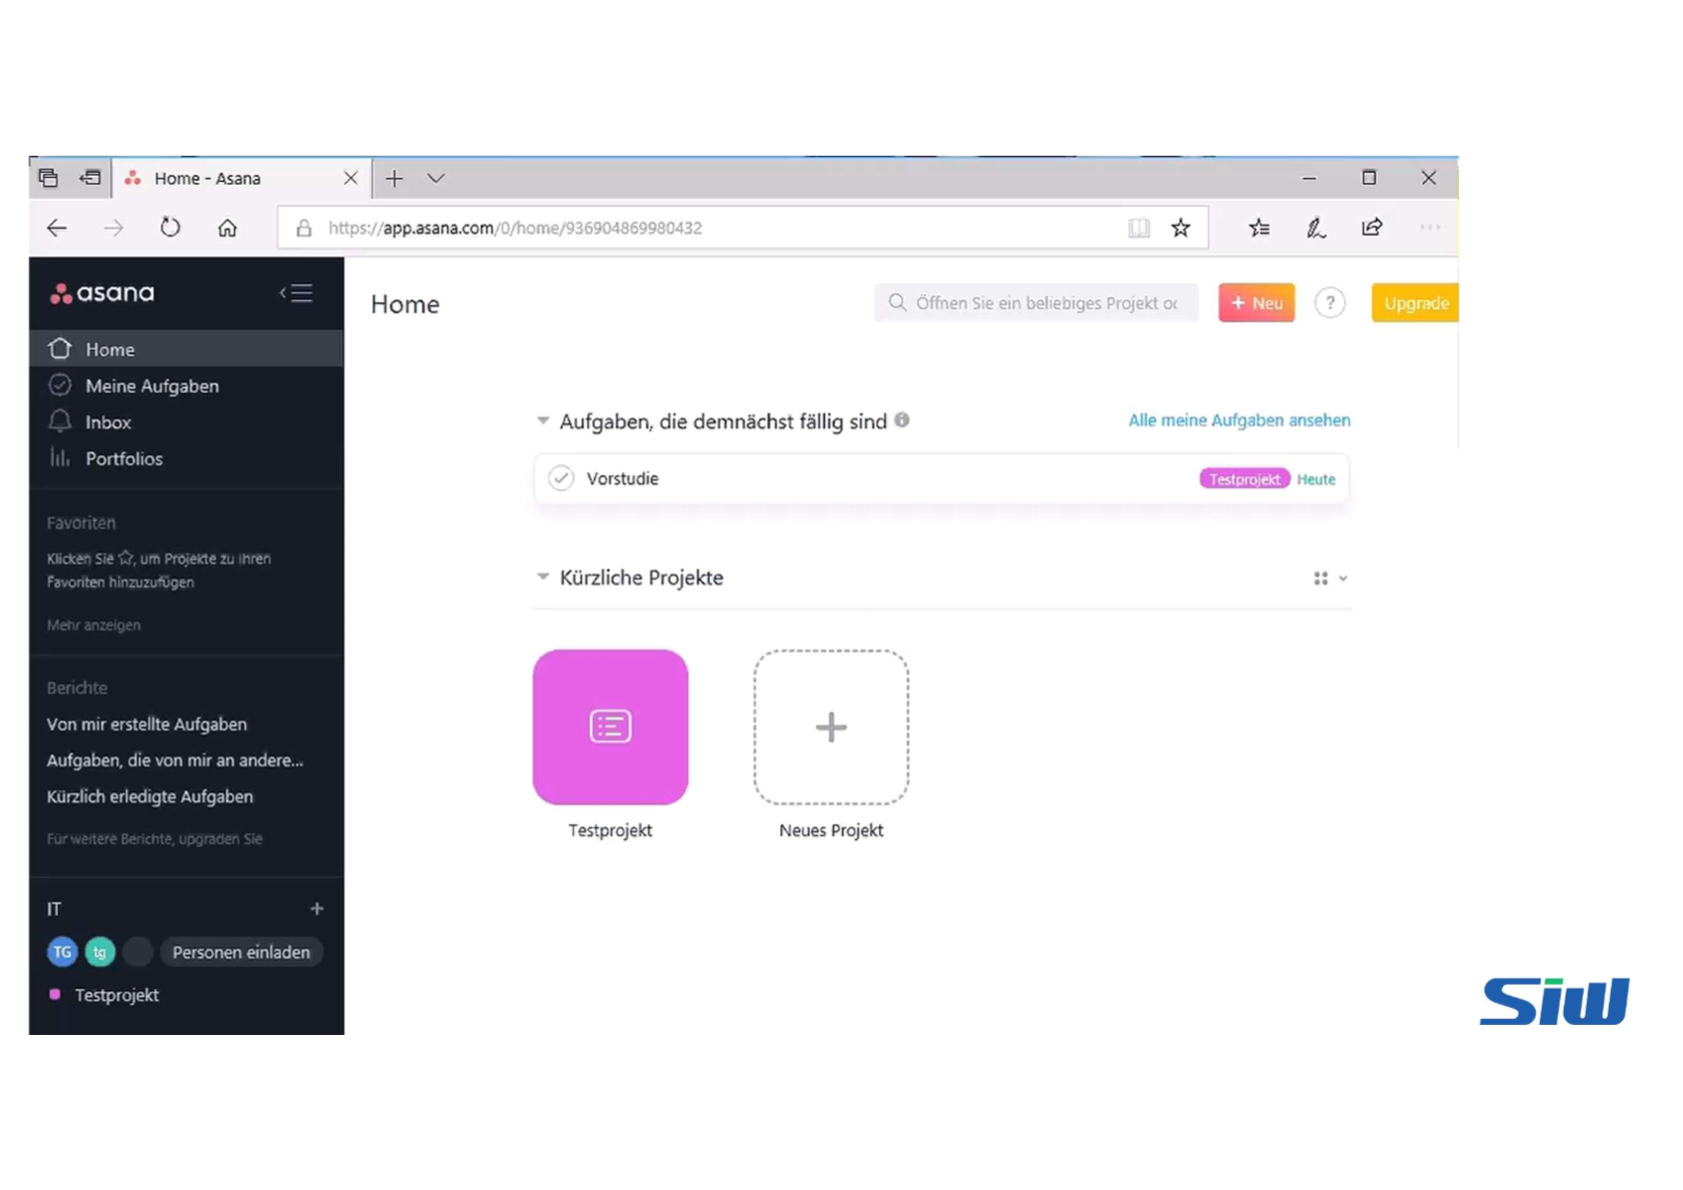 Home - Asana
https://app.asana.com/0/home/936904869980432
asana
Home
Meine Aufgaben
Inbox
Portfolios
Favoriten
Klicken Sie ☆, um Projekte zu Ihren
Favoriten hinzuzufügen
Mehr anzeigen
Berichte
Von mir erstellte Aufgaben
Aufgaben, die von mir an andere...
Kürzlich erledigte Aufgaben
Für weitere Berichte, upgraden Sie
IT +
TG tg Personen einladen
Testprojekt
Home
Öffnen Sie ein beliebiges Projekt oc
+ Neu
?
Upgrade
Aufgaben, die demnächst fällig sind
Alle meine Aufgaben ansehen
Vorstudie
Testprojekt Heute
Kürzliche Projekte
Testprojekt
Neues Projekt
Siw